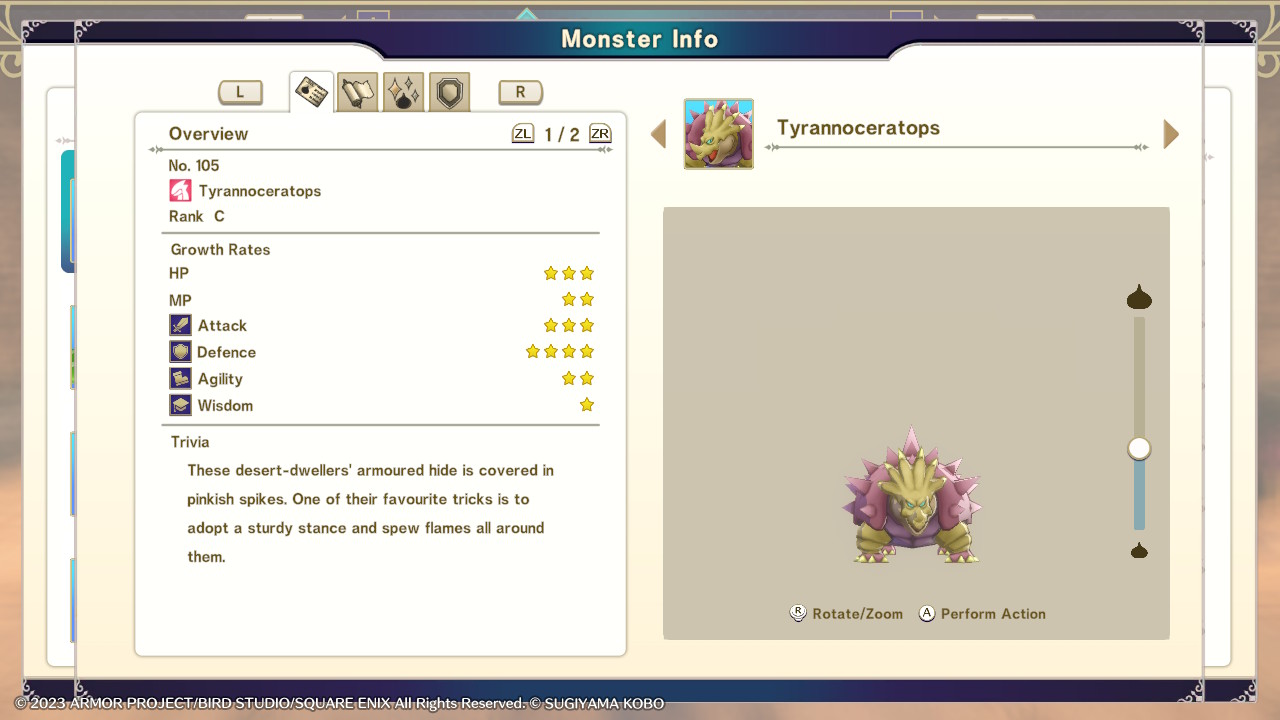 Monster Info
L
R
Overview
ZL 1 / 2 ZR
No. 105
Tyrannoceratops
Rank C
Growth Rates
HP
MP
Attack
Defence
Agility
Wisdom
Trivia
These desert-dwellers' armoured hide is covered in
pinkish spikes. One of their favourite tricks is to
adopt a sturdy stance and spew flames all around
them.
Tyrannoceratops
R Rotate/Zoom A Perform Action
© 2023 ARMOR PROJECT/BIRD STUDIO/SQUARE ENIX All Rights Reserved. © SUGIYAMA KOBO